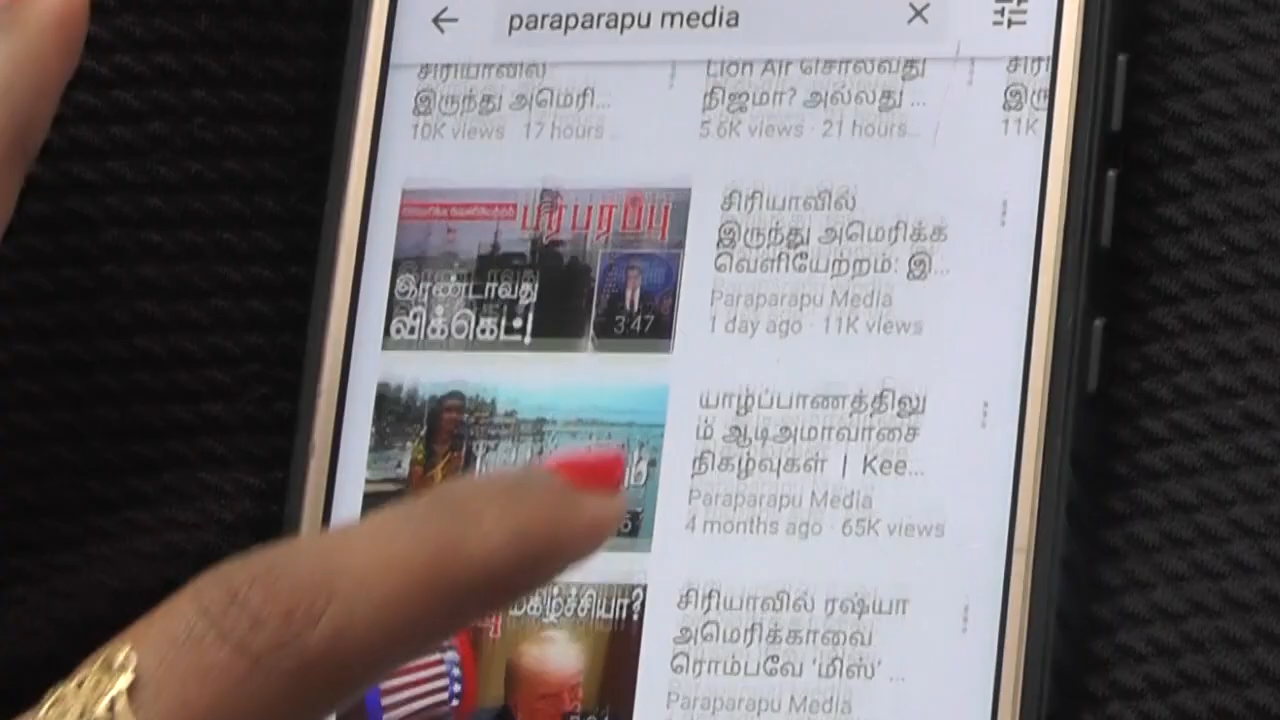 paraparapu media
சிரியாவில்
இருந்து அமெரி...
10K views 17 hours ...
Lion Air சொல்வது
நிஜமா? அல்லது ...
5.6K views · 21 hours...
11K
பரபரப்பு
இரண்டாவது
விக்கெட்!
3:47
சிரியாவில்
இருந்து அமெரிக்க
வெளியேற்றம்: இ...
Paraparapu Media
1 day ago · 11K views
யாழ்ப்பாணத்திலு
ம் ஆடிஅமாவாசை
நிகழ்வுகள் | Kee...
Paraparapu Media
4 months ago · 65K views
மகிழ்ச்சியா?
சிரியாவில் ரஷ்யா
அமெரிக்காவை
ரொம்பவே 'மிஸ்' ...
Paraparapu Media